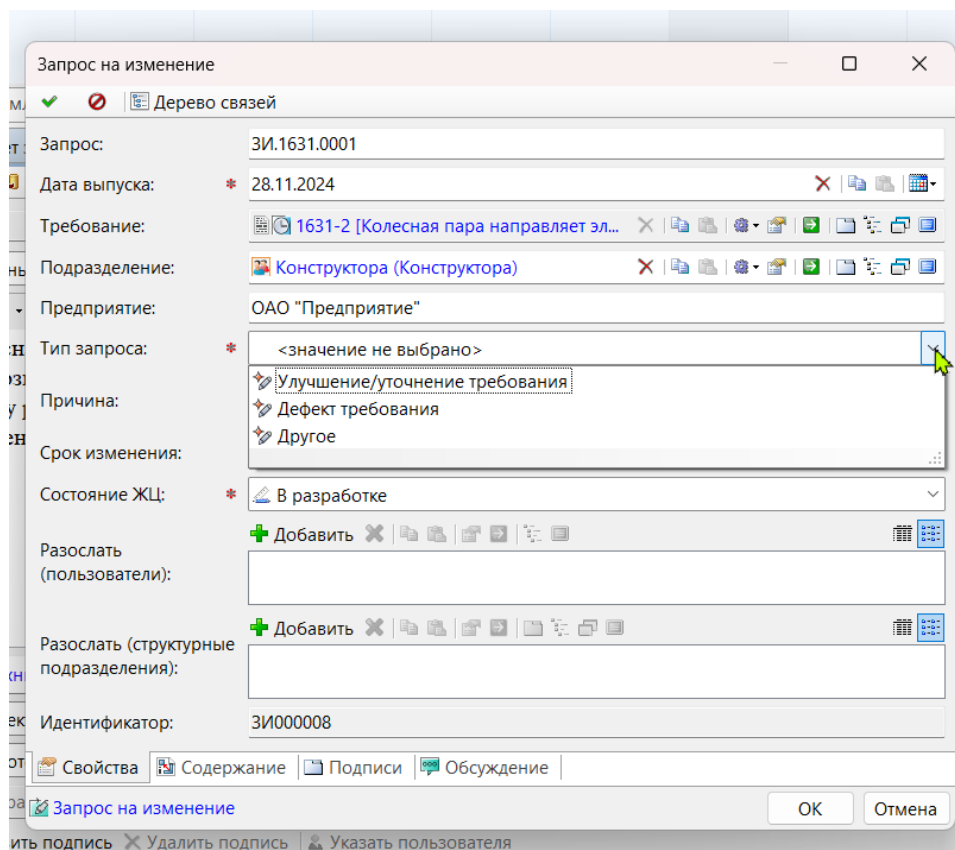 Запрос на изменение
Дерево связей
Запрос: ЗИ.1631.0001
Дата выпуска: * 28.11.2024
Требование: 1631-2 [Колесная пара направляет эл...
Подразделение: Конструктора (Конструктора)
Предприятие: ОАО "Предприятие"
Тип запроса: * <значение не выбрано>
Улучшение/уточнение требования
Дефект требования
Причина:
Другое
Срок изменения:
Состояние ЖЦ: * В разработке
Добавить
Разослать
(пользователи):
Добавить
Разослать (структурные
подразделения):
Идентификатор: ЗИ000008
Свойства Содержание Подписи Обсуждение
Запрос на изменение ОК Отмена
ить подпись Удалить подпись Указать пользователя